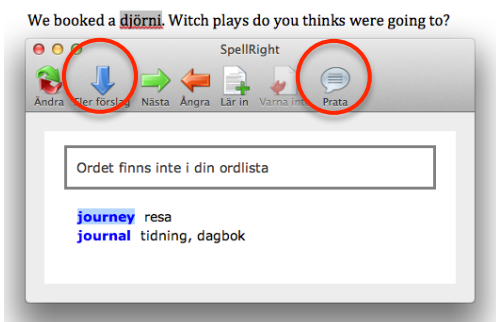 We booked a djörni. Witch plays do you thinks were going to?
SpellRight
Ändra Fler förslag Nästa Ångra Lär in Varna inte Prata
Ordet finns inte i din ordlista
journey resa
journal tidning, dagbok